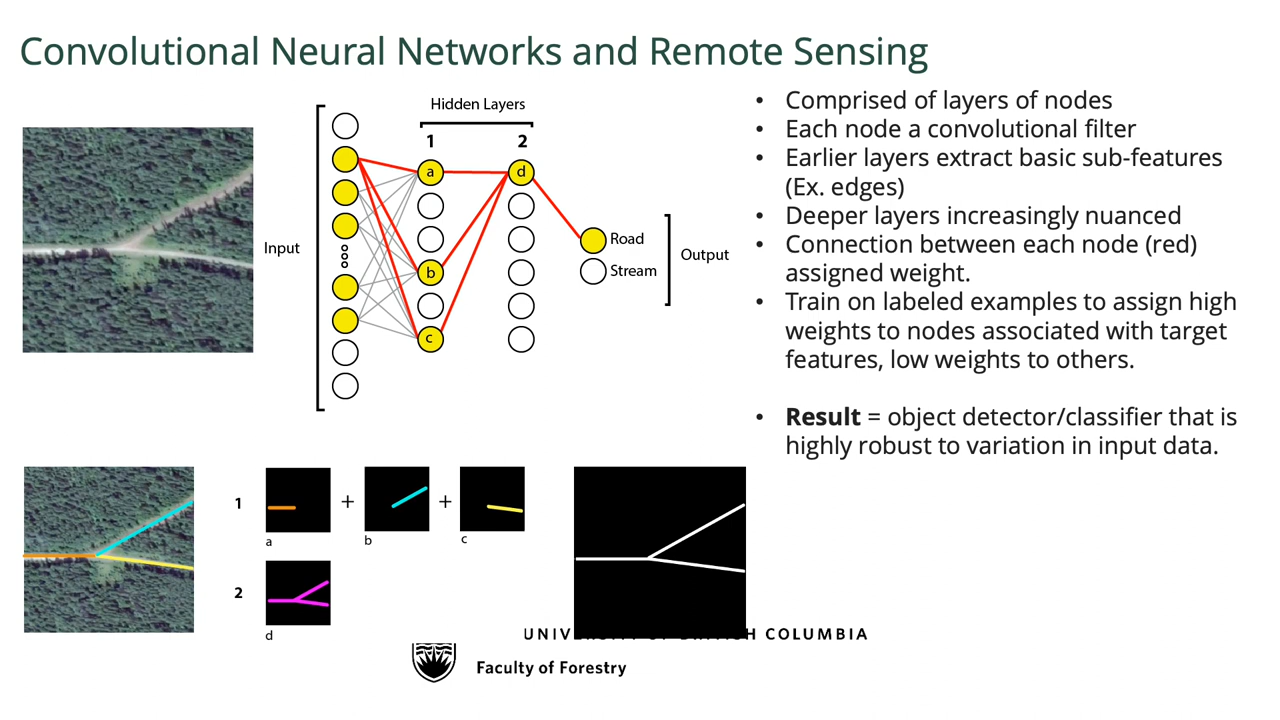 Convolutional Neural Networks and Remote Sensing
Hidden Layers
1 2
a d
b
c
Input
Road
Stream
Output
• Comprised of layers of nodes
• Each node a convolutional filter
• Earlier layers extract basic sub-features
(Ex. edges)
• Deeper layers increasingly nuanced
• Connection between each node (red)
assigned weight.
• Train on labeled examples to assign high
weights to nodes associated with target
features, low weights to others.
• Result = object detector/classifier that is
highly robust to variation in input data.
1 + +
a b c
2
d
COLUMBIA
Faculty of Forestry